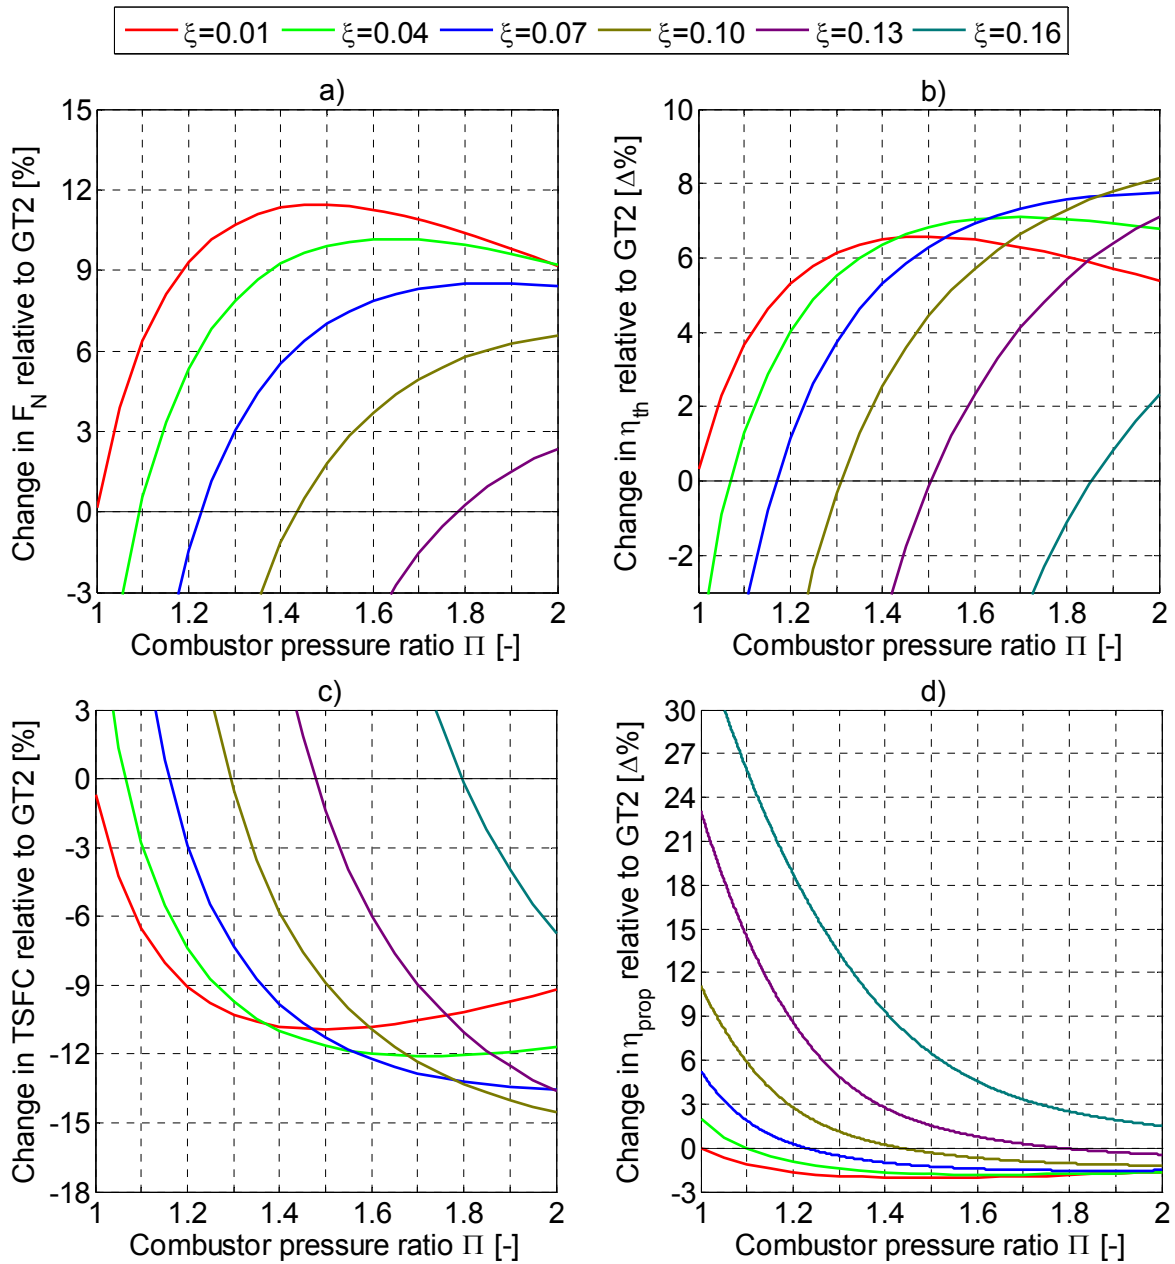 ξ=0.01 ξ=0.04 ξ=0.07 ξ=0.10 ξ=0.13 ξ=0.16
a)
Change in F_N relative to GT2 [%]
15
12
9
6
3
0
-3
1 1.2 1.4 1.6 1.8 2
Combustor pressure ratio Π [-]
b)
Change in η_th relative to GT2 [Δ%]
10
8
6
4
2
0
-2
1 1.2 1.4 1.6 1.8 2
Combustor pressure ratio Π [-]
c)
Change in TSFC relative to GT2 [%]
3
0
-3
-6
-9
-12
-15
-18
1 1.2 1.4 1.6 1.8 2
Combustor pressure ratio Π [-]
d)
Change in η_prop relative to GT2 [Δ%]
30
27
24
21
18
15
12
9
6
3
0
-3
1 1.2 1.4 1.6 1.8 2
Combustor pressure ratio Π [-]